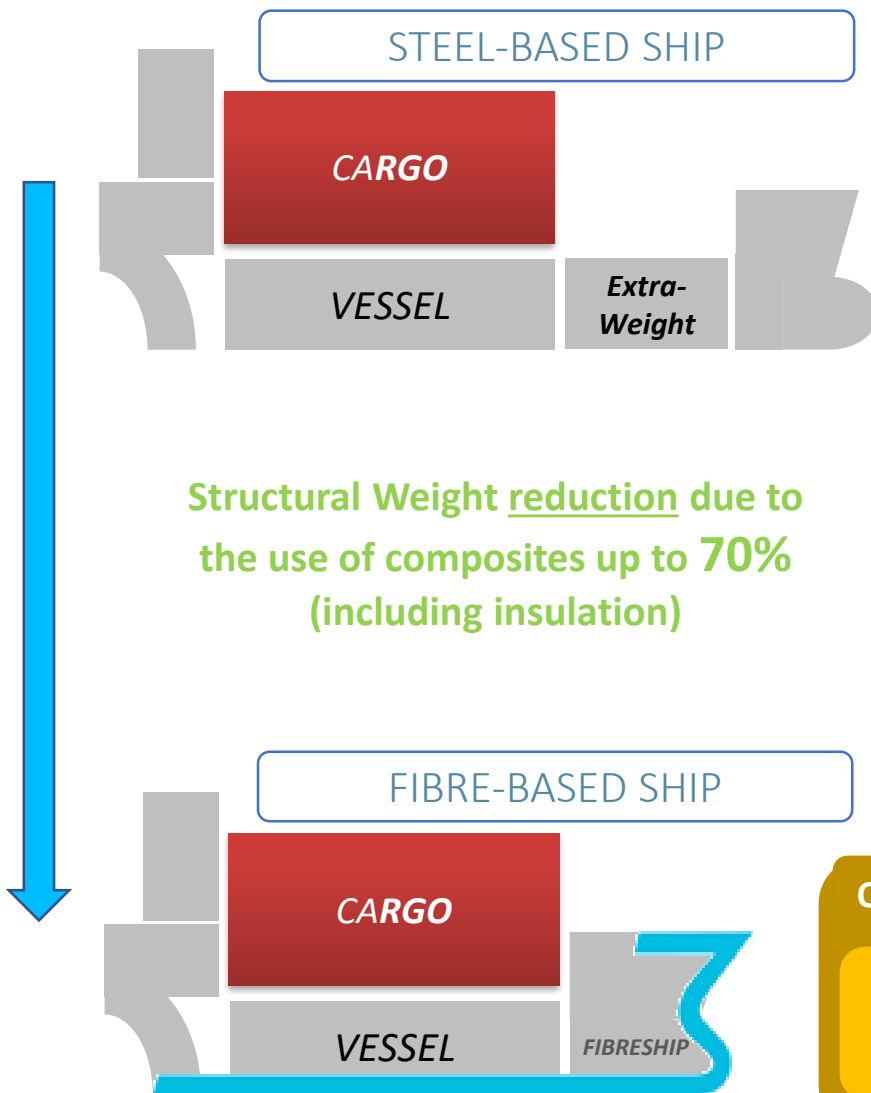 STEEL-BASED SHIP
CARGO
VESSEL
Extra-
Weight
Structural Weight reduction due to
the use of composites up to 70%
(including insulation)
FIBRE-BASED SHIP
CARGO
VESSEL
FIBRESHIP